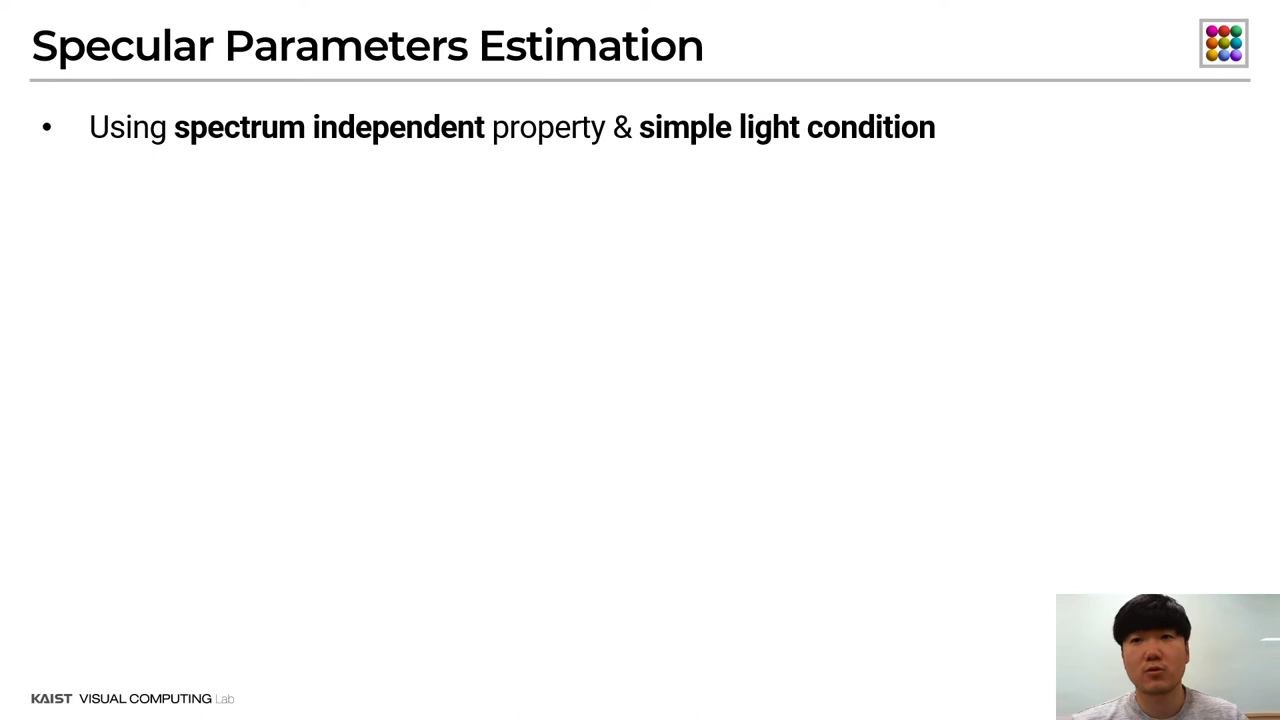 Specular Parameters Estimation
• Using spectrum independent property & simple light condition
KAIST VISUAL COMPUTING Lab